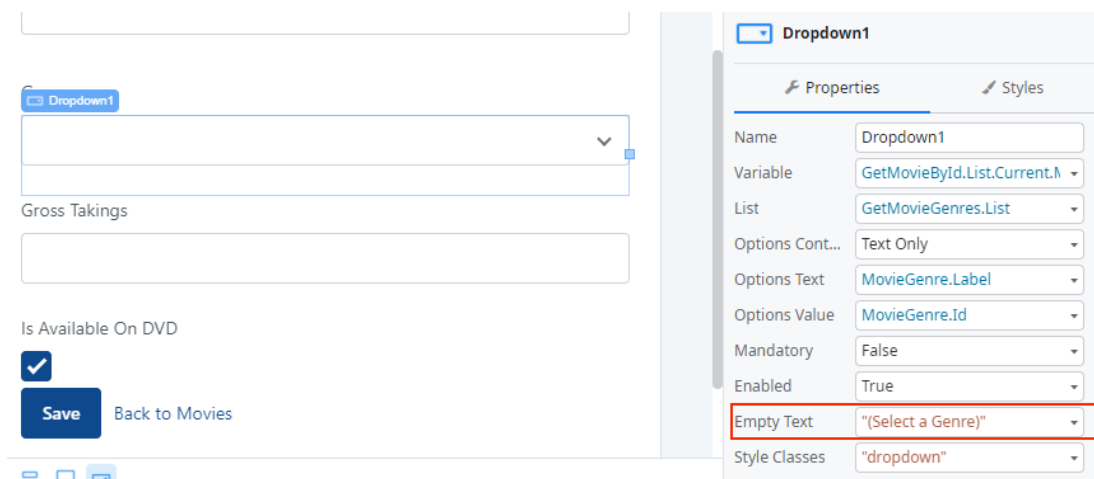 Dropdown1
Gross Takings
Is Available On DVD
Save
Back to Movies
Dropdown1
Properties
Styles
Name
Dropdown1
Variable
GetMovieById.List.Current.M
List
GetMovieGenres.List
Options Cont...
Text Only
Options Text
MovieGenre.Label
Options Value
MovieGenre.Id
Mandatory
False
Enabled
True
Empty Text
"(Select a Genre)"
Style Classes
"dropdown"